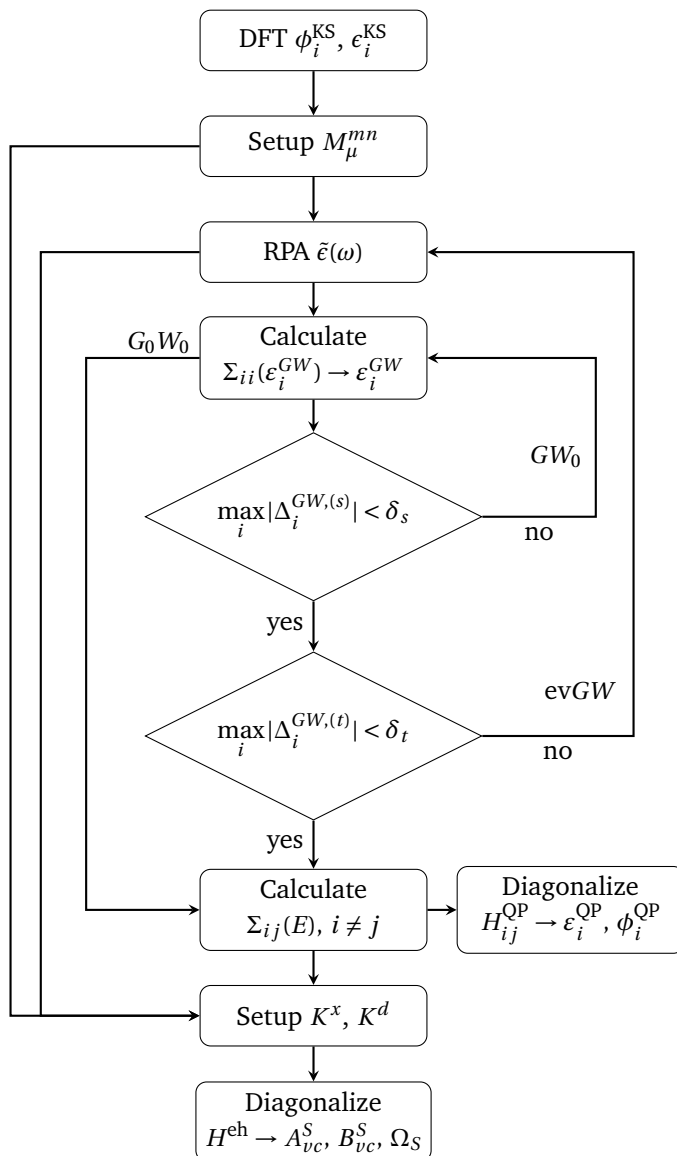 DFT ϕ_i^KS, ϵ_i^KS
Setup M_μ^mn
RPA ϵ̃(ω)
G₀W₀
Calculate
Σ_ii(ε_i^GW) → ε_i^GW
GW₀
max_i |Δ_i^GW,(s)| < δ_s
no
yes
evGW
max_i |Δ_i^GW,(t)| < δ_t
no
yes
Calculate
Σ_ij(E), i ≠ j
Diagonalize
H_ij^QP → ε_i^QP, ϕ_i^QP
Setup K^x, K^d
Diagonalize
H^eh → A_vc^S, B_vc^S, Ω_S